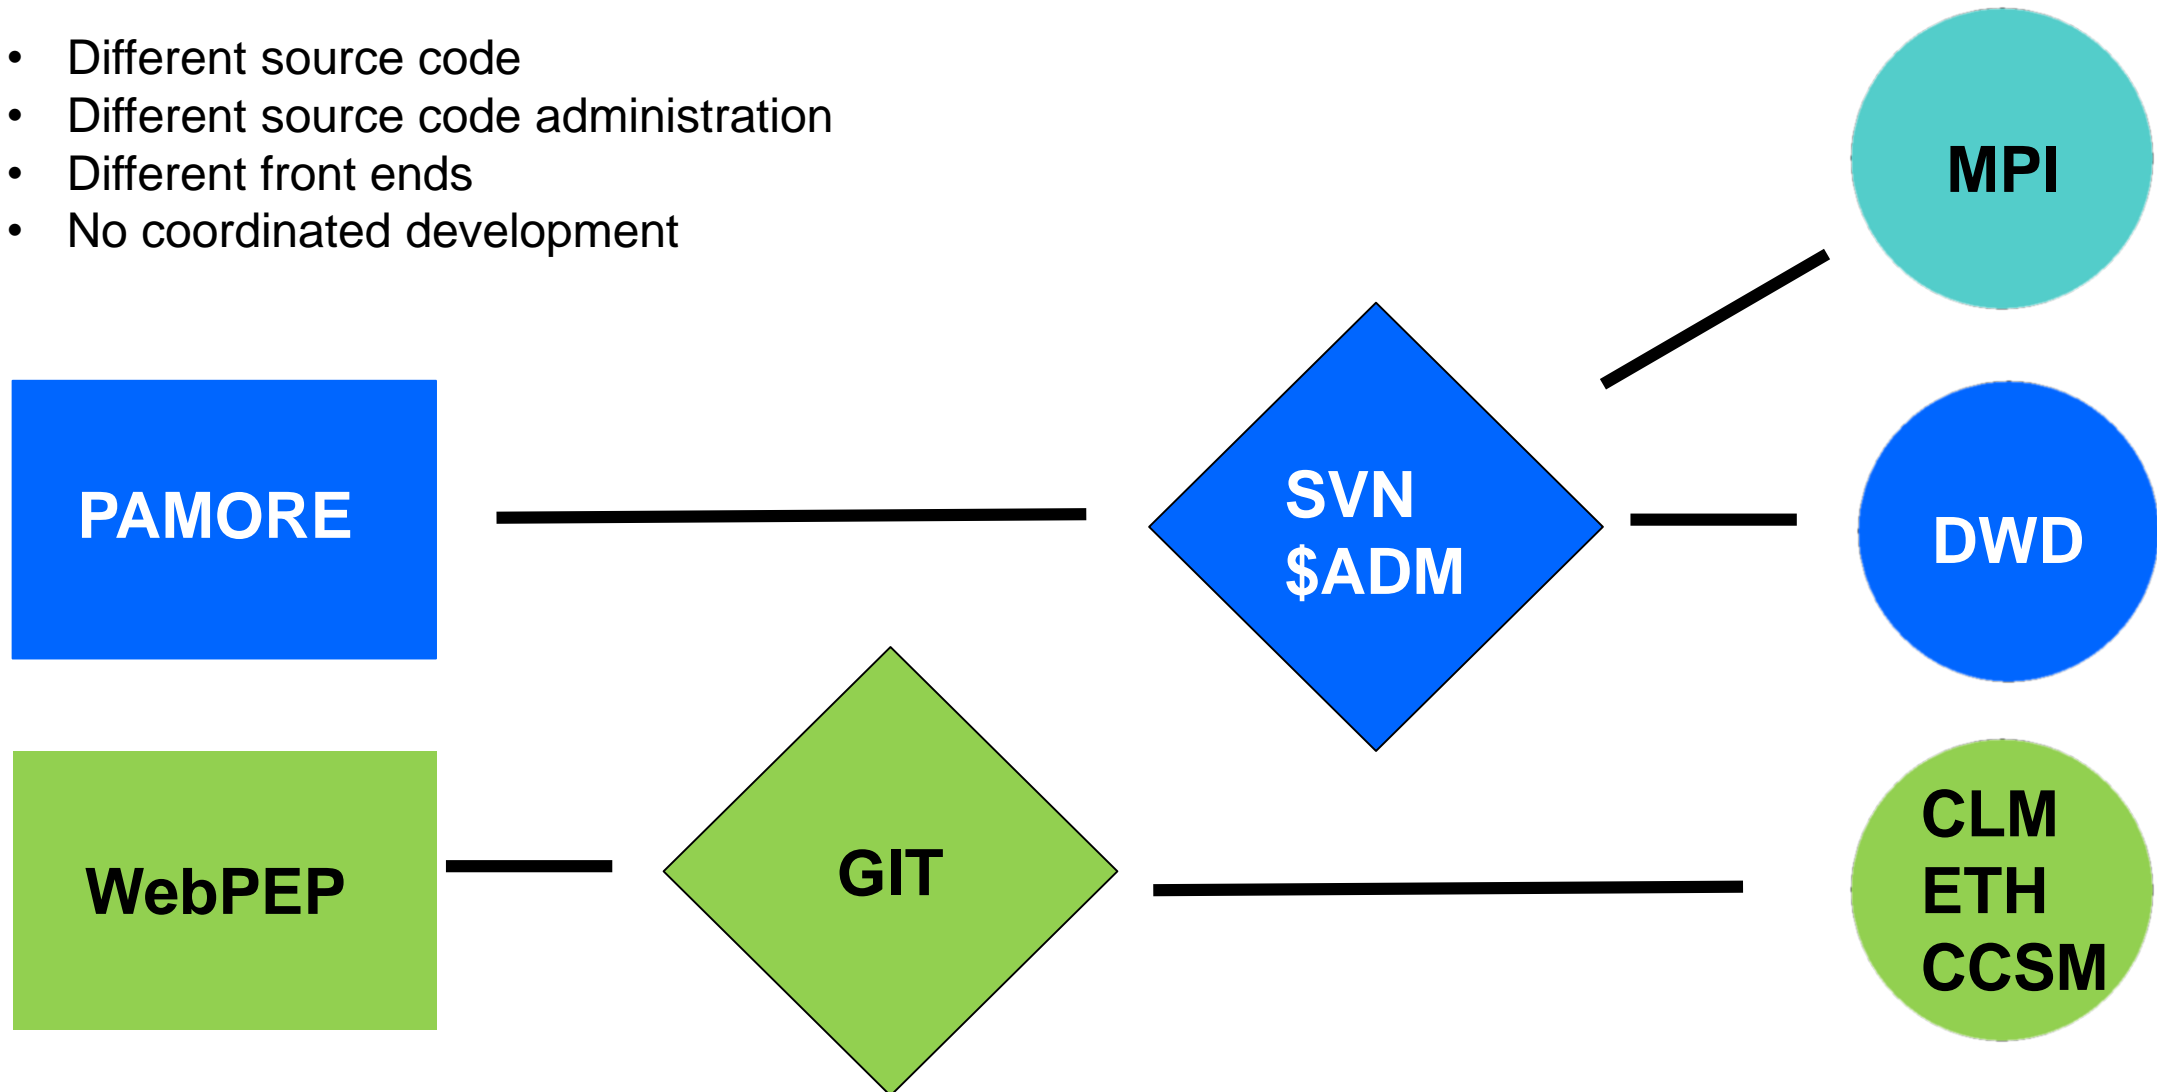 • Different source code
• Different source code administration
• Different front ends
• No coordinated development
MPI
PAMORE
SVN
$ADM
DWD
WebPEP
GIT
CLM
ETH
CCSM